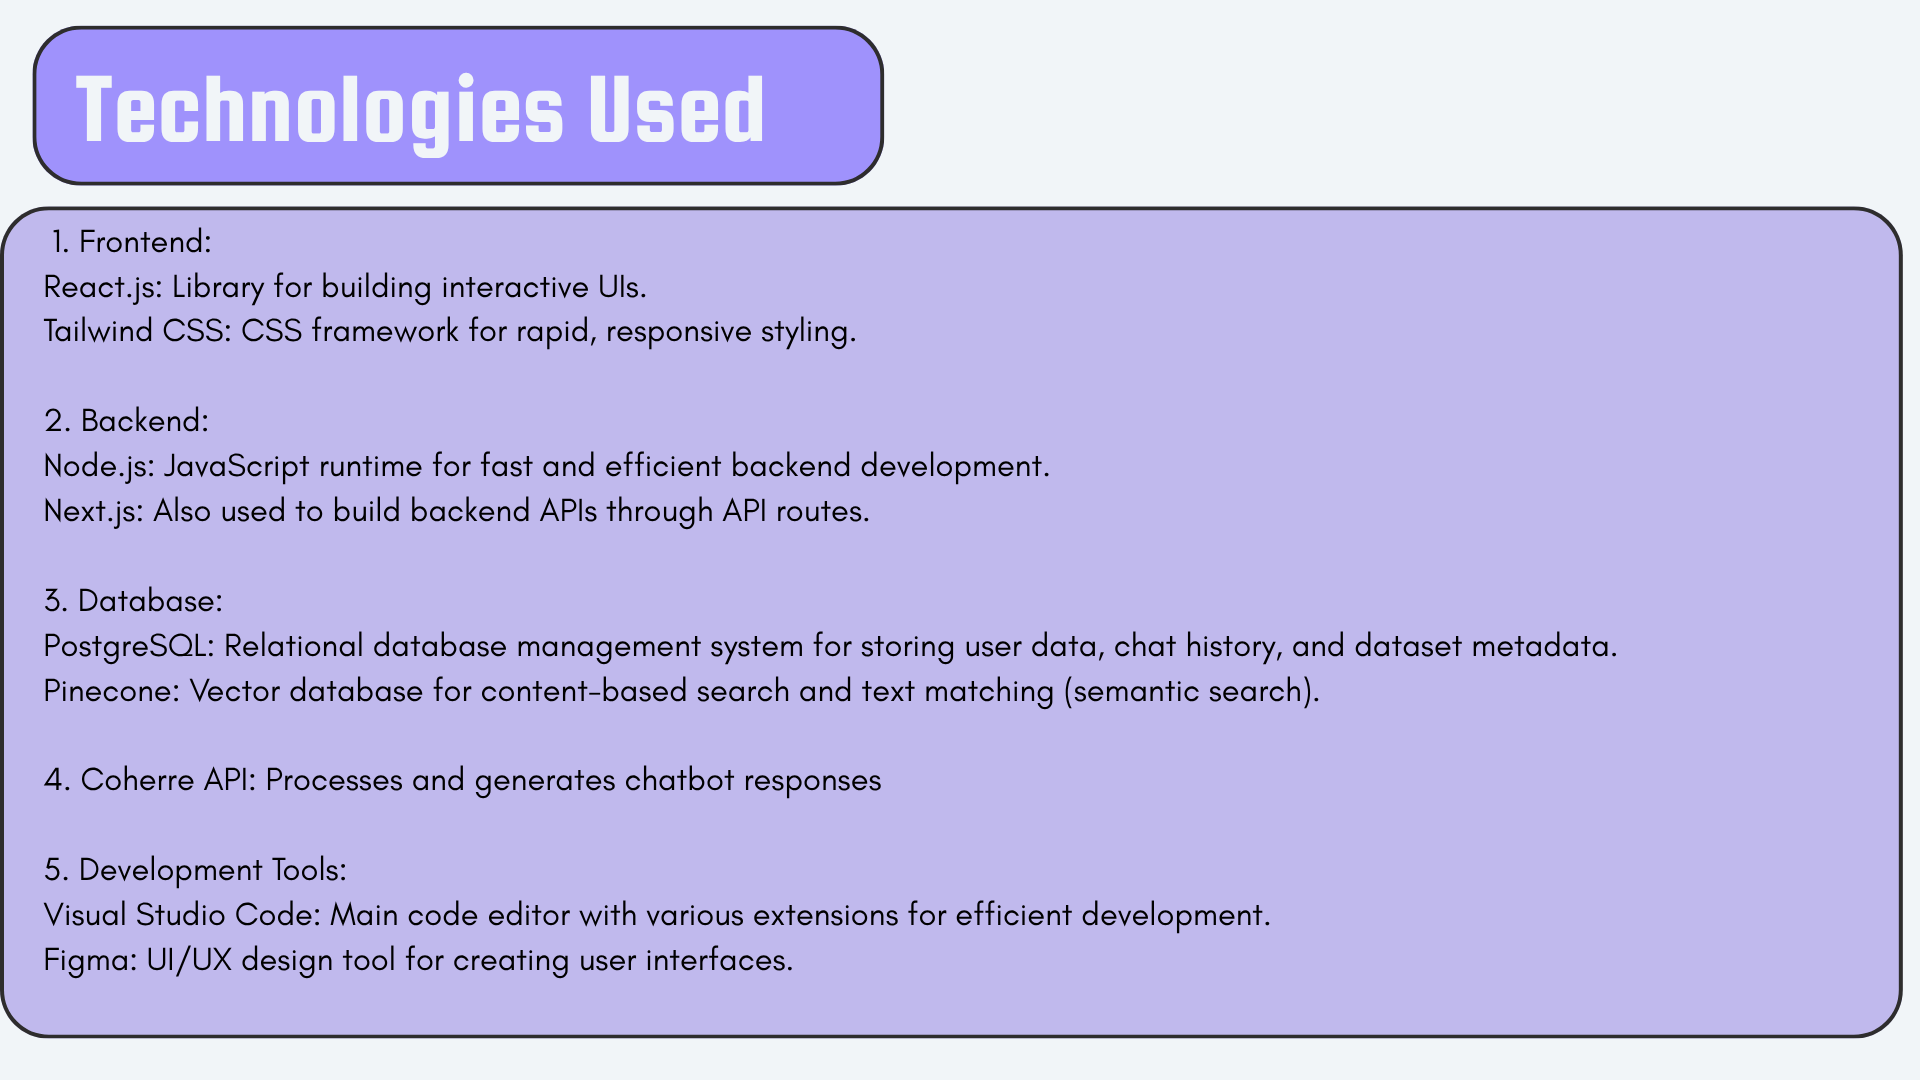 Technologies Used
1. Frontend:
React.js: Library for building interactive UIs.
Tailwind CSS: CSS framework for rapid, responsive styling.
2. Backend:
Node.js: JavaScript runtime for fast and efficient backend development.
Next.js: Also used to build backend APIs through API routes.
3. Database:
PostgreSQL: Relational database management system for storing user data, chat history, and dataset metadata.
Pinecone: Vector database for content-based search and text matching (semantic search).
4. Coherre API: Processes and generates chatbot responses
5. Development Tools:
Visual Studio Code: Main code editor with various extensions for efficient development.
Figma: UI/UX design tool for creating user interfaces.